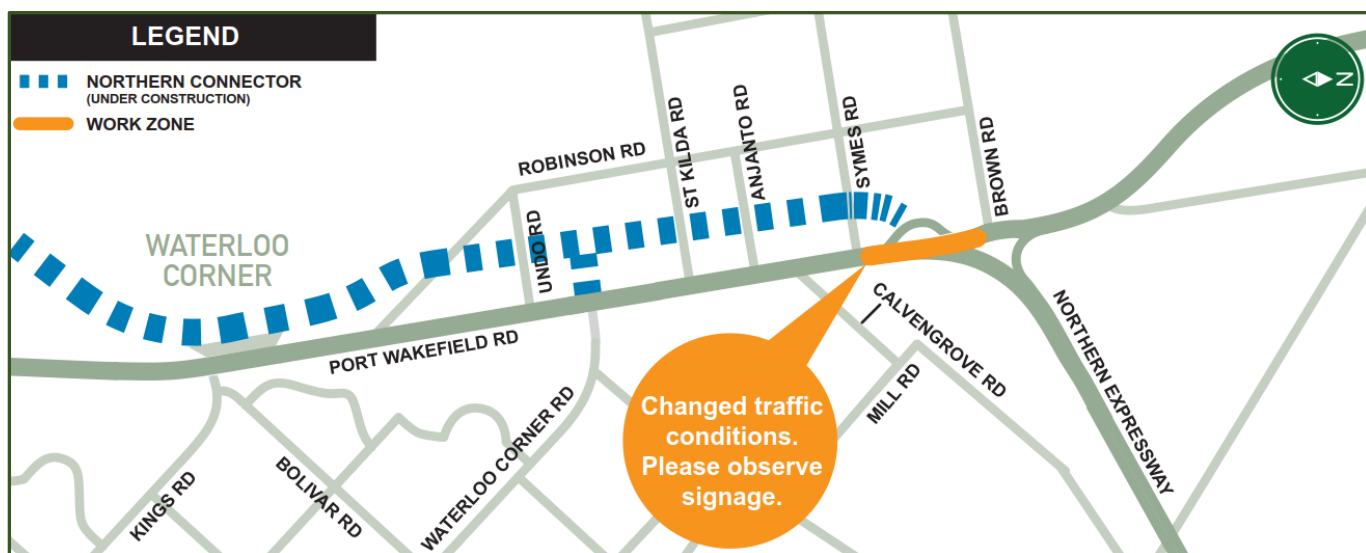 LEGEND
NORTHERN CONNECTOR
(UNDER CONSTRUCTION)
WORK ZONE
N
ROBINSON RD
ST KILDA RD
ANJANTO RD
SYMES RD
BROWN RD
WATERLOO
CORNER
UNDO RD
PORT WAKEFIELD RD
CALVENGROVE RD
NORTHERN EXPRESSWAY
MILL RD
Changed traffic
conditions.
Please observe
signage.
KINGS RD
BOLIVAR RD
WATERLOO CORNER RD